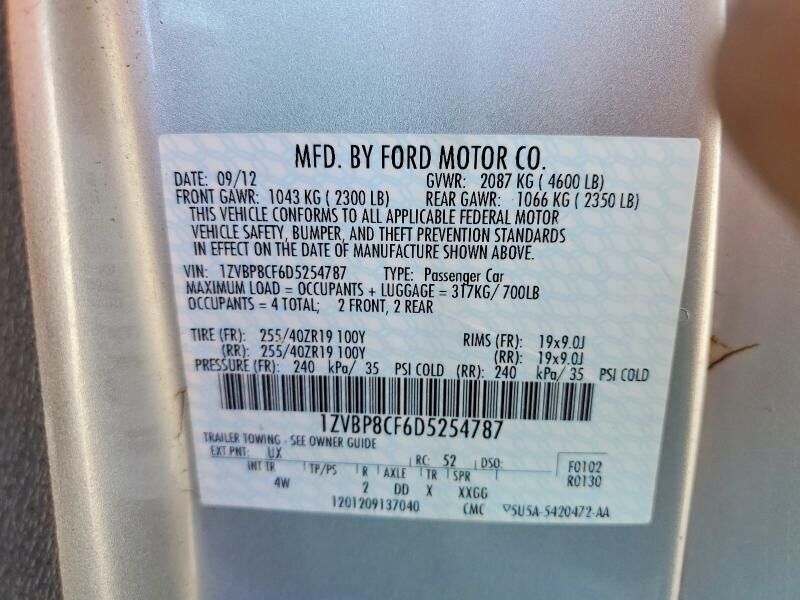 MFD. BY FORD MOTOR CO.
DATE: 09/12 GVWR: 2087 KG ( 4600 LB)
FRONT GAWR: 1043 KG ( 2300 LB) REAR GAWR: 1066 KG ( 2350 LB)
THIS VEHICLE CONFORMS TO ALL APPLICABLE FEDERAL MOTOR
VEHICLE SAFETY, BUMPER, AND THEFT PREVENTION STANDARDS
IN EFFECT ON THE DATE OF MANUFACTURE SHOWN ABOVE.
VIN: 1ZVBP8CF6D5254787 TYPE: Passenger Car
MAXIMUM LOAD = OCCUPANTS + LUGGAGE = 317KG/ 700LB
OCCUPANTS = 4 TOTAL; 2 FRONT, 2 REAR
TIRE (FR): 255/40ZR19 100Y RIMS (FR): 19x9.0J
(RR): 255/40ZR19 100Y (RR): 19x9.0J
PRESSURE (FR): 240 kPa/ 35 PSI COLD (RR): 240 kPa/ 35 PSI COLD
1ZVBP8CF6D5254787
TRAILER TOWING - SEE OWNER GUIDE
EXT PNT: UX RC: 52 DSO: F0102
INT TR TP/PS R AXLE TR SPR R0130
4W 2 DD X XXGG
1201209137040 CMC 5U5A-5420472-AA